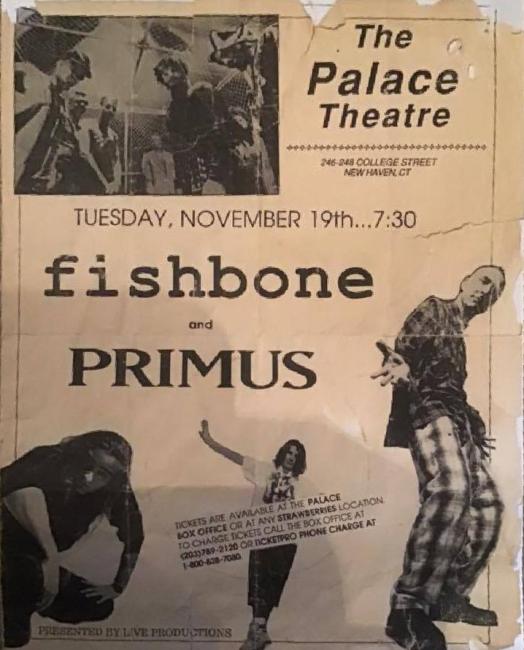 The
Palace
Theatre
246-248 COLLEGE STREET
NEW HAVEN, CT
TUESDAY, NOVEMBER 19th...7:30
fishbone
and
PRIMUS
TICKETS ARE AVAILABLE AT THE PALACE
BOX OFFICE OR AT ANY STRAWBERRIES LOCATION.
TO CHARGE TICKETS CALL THE BOX OFFICE AT
(203)789-2120 OR TICKETPRO PHONE CHARGE AT
1-800-828-7080
PRESENTED BY LIVE PRODUCTIONS